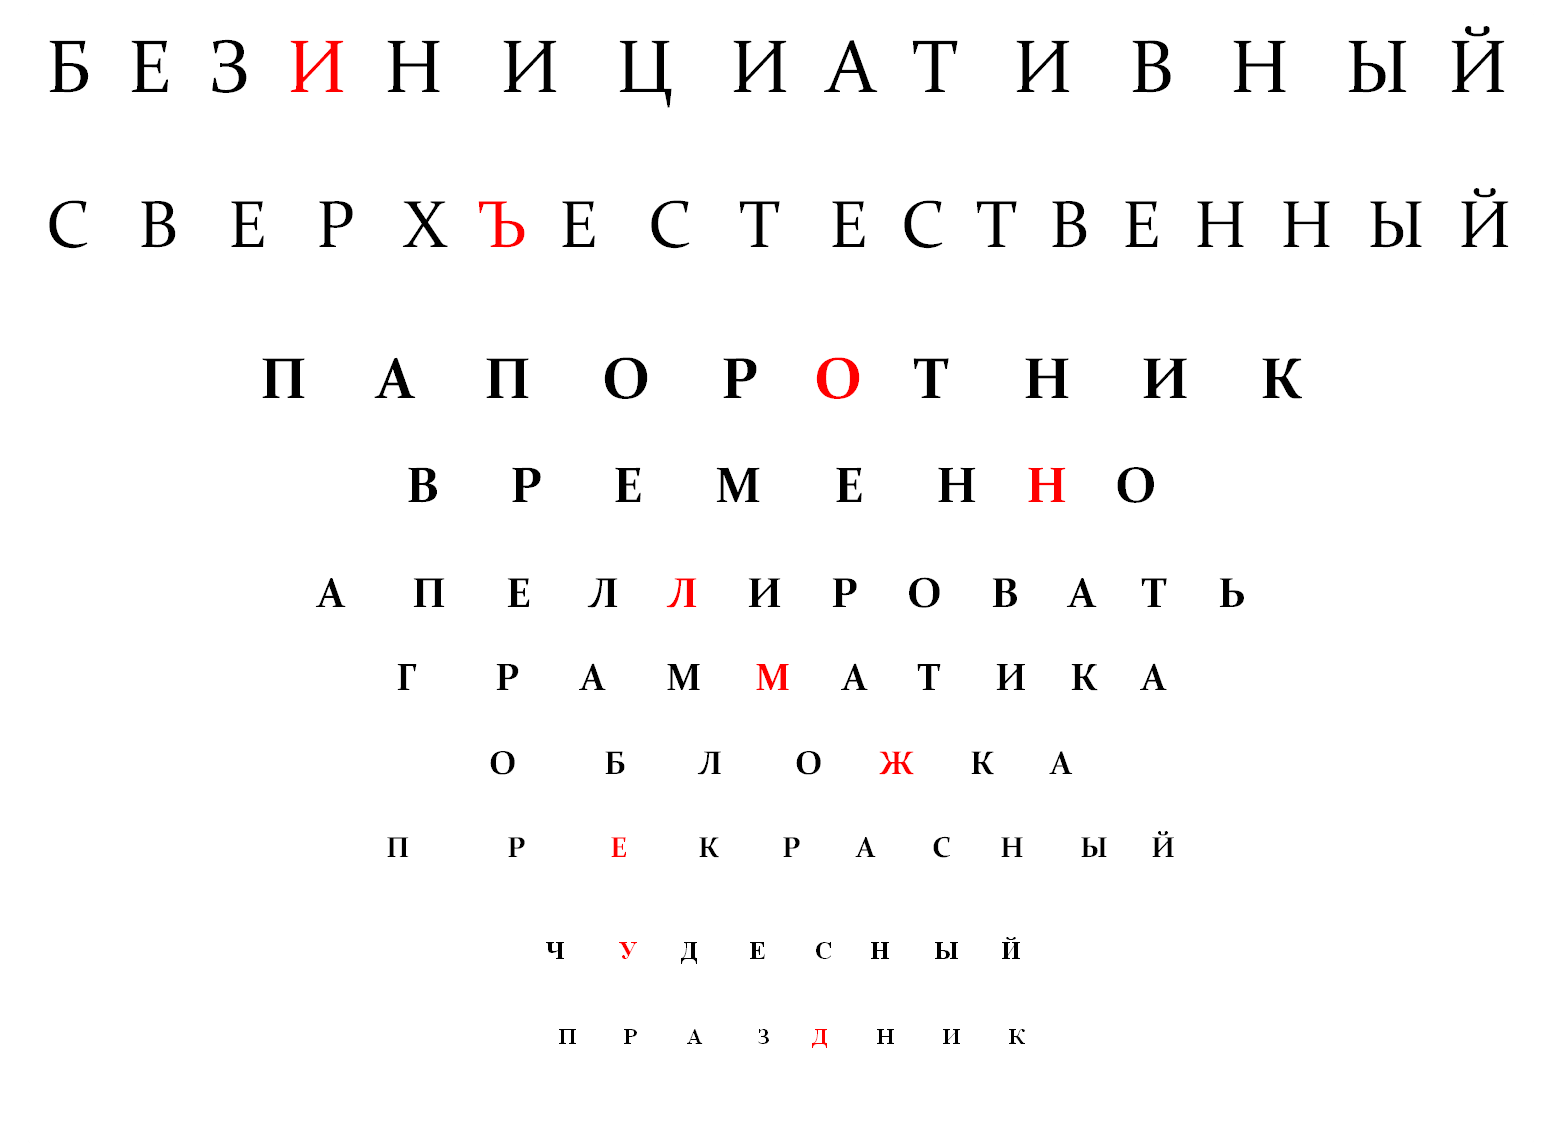 БЕЗИНИЦИАТИВНЫЙ
СВЕРХЪЕСТЕСТВЕННЫЙ
ПАПОРОТНИК
ВРЕМЕННО
АПЕЛЛИРОВАТЬ
ГРАММАТИКА
ОБЛОЖКА
ПРЕКРАСНЫЙ
ЧУДЕСНЫЙ
ПРАЗДНИК